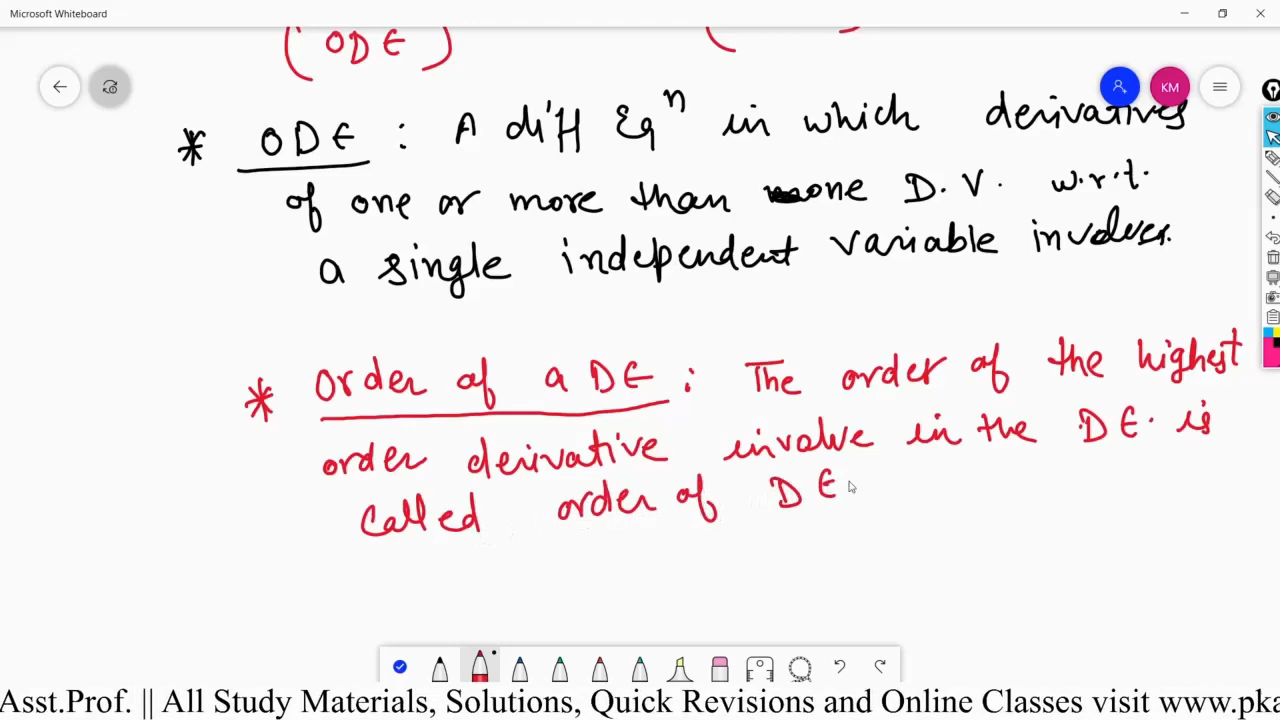 Microsoft Whiteboard
(ODE)
KM
* ODE : A diff Eqⁿ in which derivatives
of one or more than one D.V. w.r.t.
a single independent variable involves.
* Order of a DE : The order of the highest
order derivative involve in the DE. is
called order of DE
Asst.Prof. || All Study Materials, Solutions, Quick Revisions and Online Classes visit www.pka